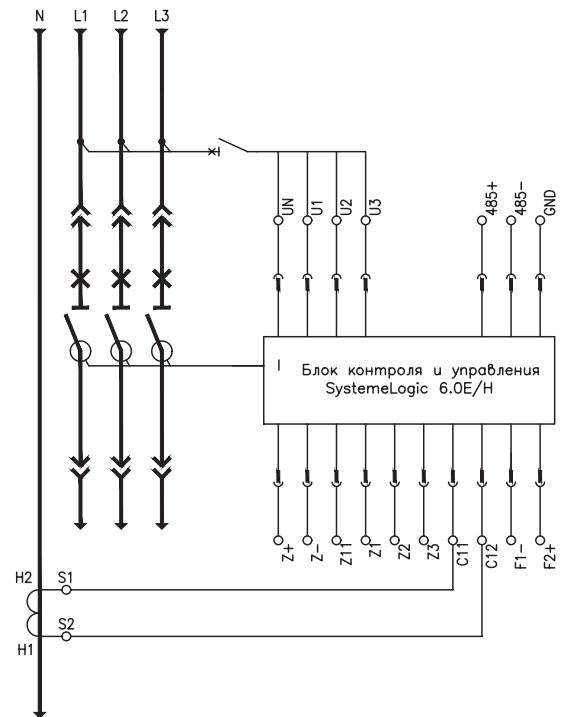 N L1 L2 L3
UN U1 U2 U3 485+ 485- GND
I
Блок контроля и управления
SystemeLogic 6.0E/H
Z+ Z- Z11 Z1 Z2 Z3 C11 C12 F1- F2+
H2 S1
S2
H1